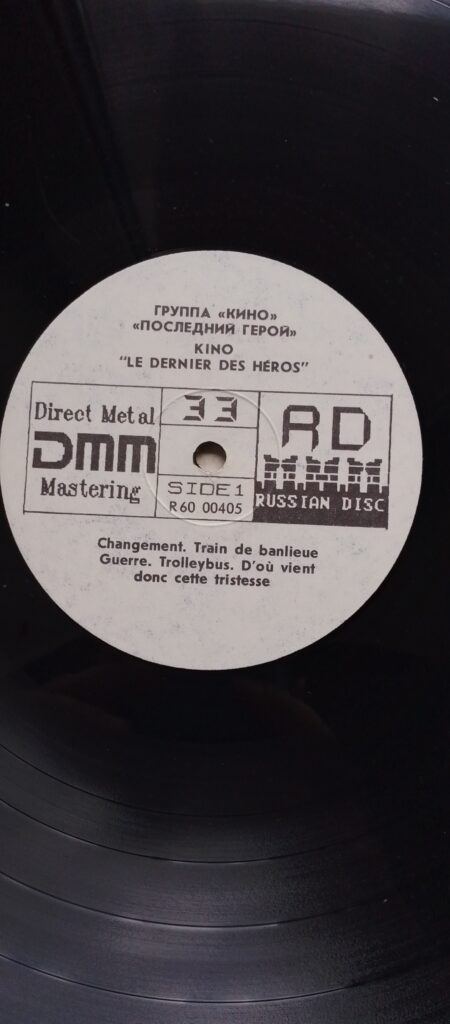 ГРУППА «КИНО»
«ПОСЛЕДНИЙ ГЕРОЙ»
KINO
"LE DERNIER DES HÉROS"
Direct Metal
DMM
Mastering
33
SIDE 1
R60 00405
RD
RUSSIAN DISC
Changement. Train de banlieue
Guerre. Trolleybus. D'où vient
donc cette tristesse